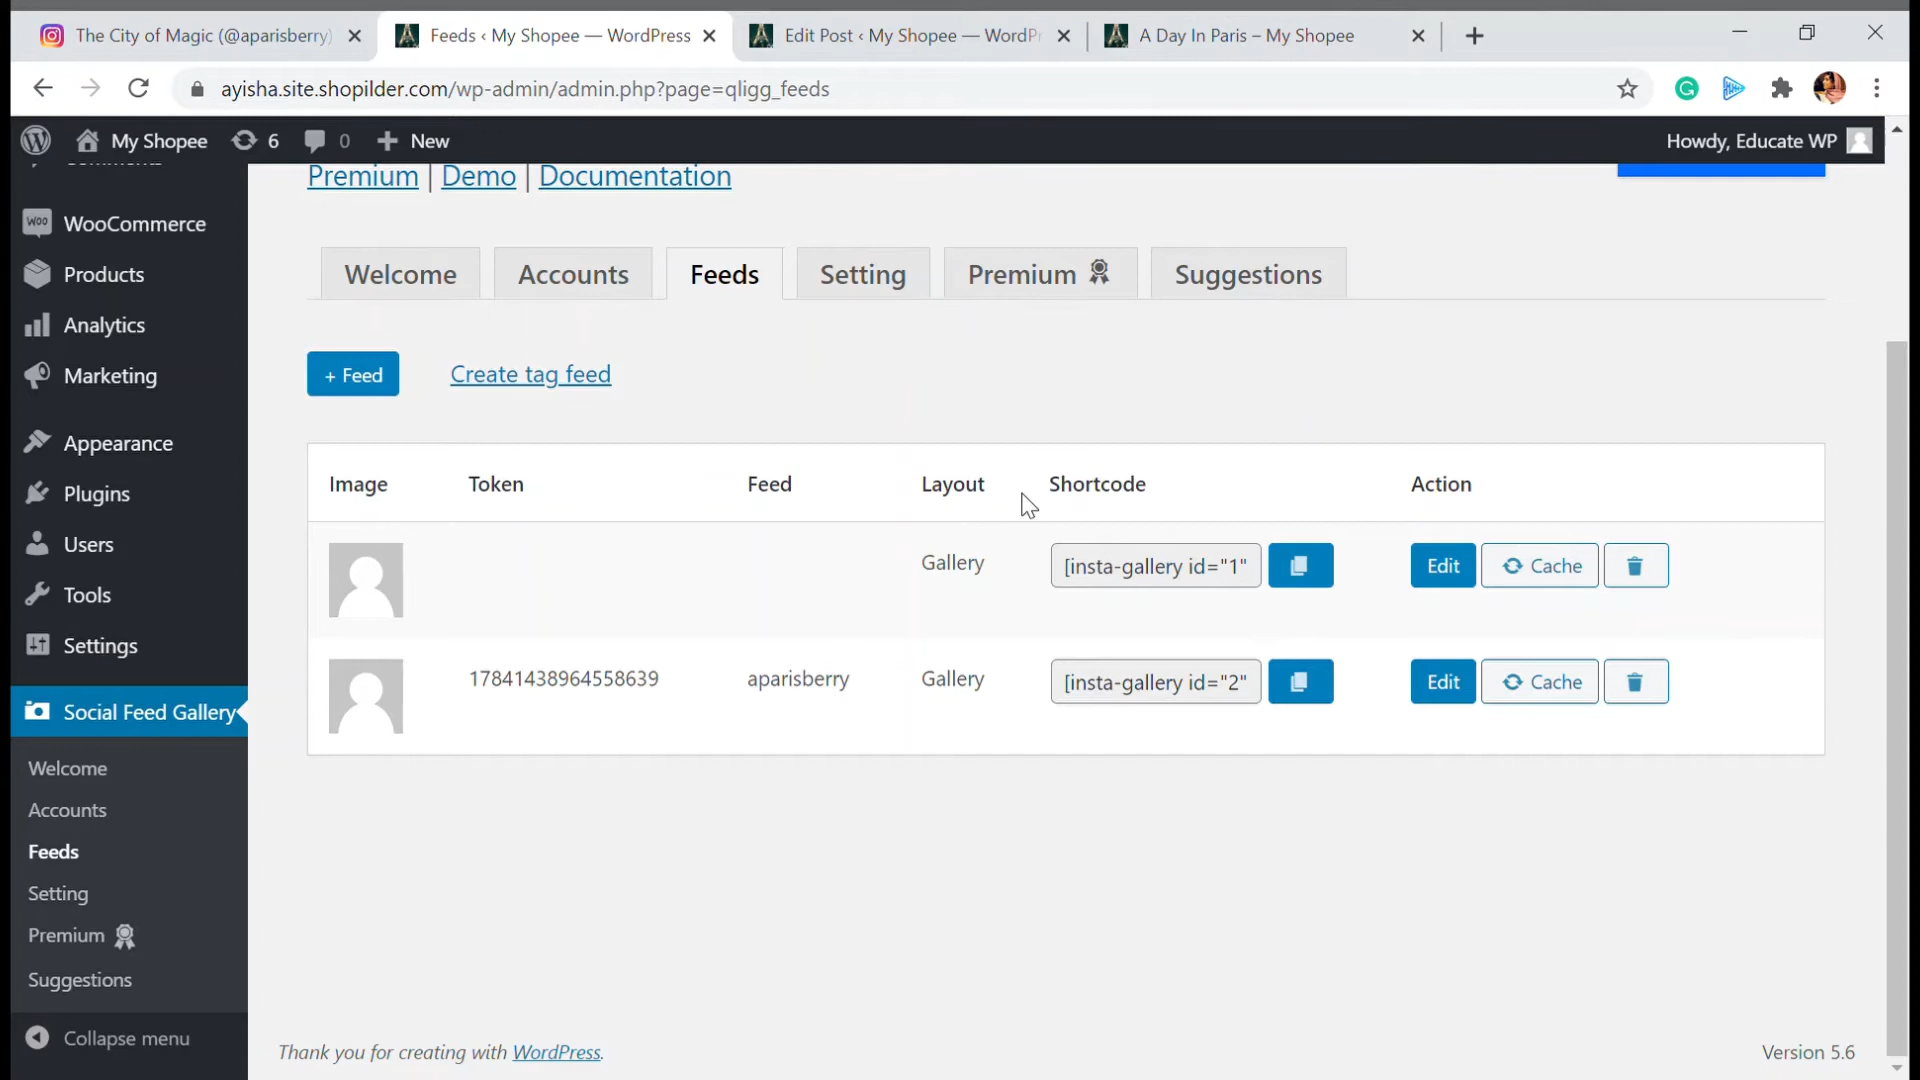 The City of Magic (@aparisberry)
Feeds ‹ My Shopee — WordPress
Edit Post ‹ My Shopee — WordPr
A Day In Paris – My Shopee
ayisha.site.shopilder.com/wp-admin/admin.php?page=qligg_feeds
My Shopee
6
0
New
Howdy, Educate WP
Comments
Premium | Demo | Documentation
WooCommerce
Products
Analytics
Marketing
Appearance
Plugins
Users
Tools
Settings
Social Feed Gallery
Welcome
Accounts
Feeds
Setting
Premium
Suggestions
Collapse menu
Welcome
Accounts
Feeds
Setting
Premium
Suggestions
+ Feed
Create tag feed
Image Token Feed Layout Shortcode Action
Gallery [insta-gallery id="1" Edit Cache
17841438964558639 aparisberry Gallery [insta-gallery id="2" Edit Cache
Thank you for creating with WordPress.
Version 5.6